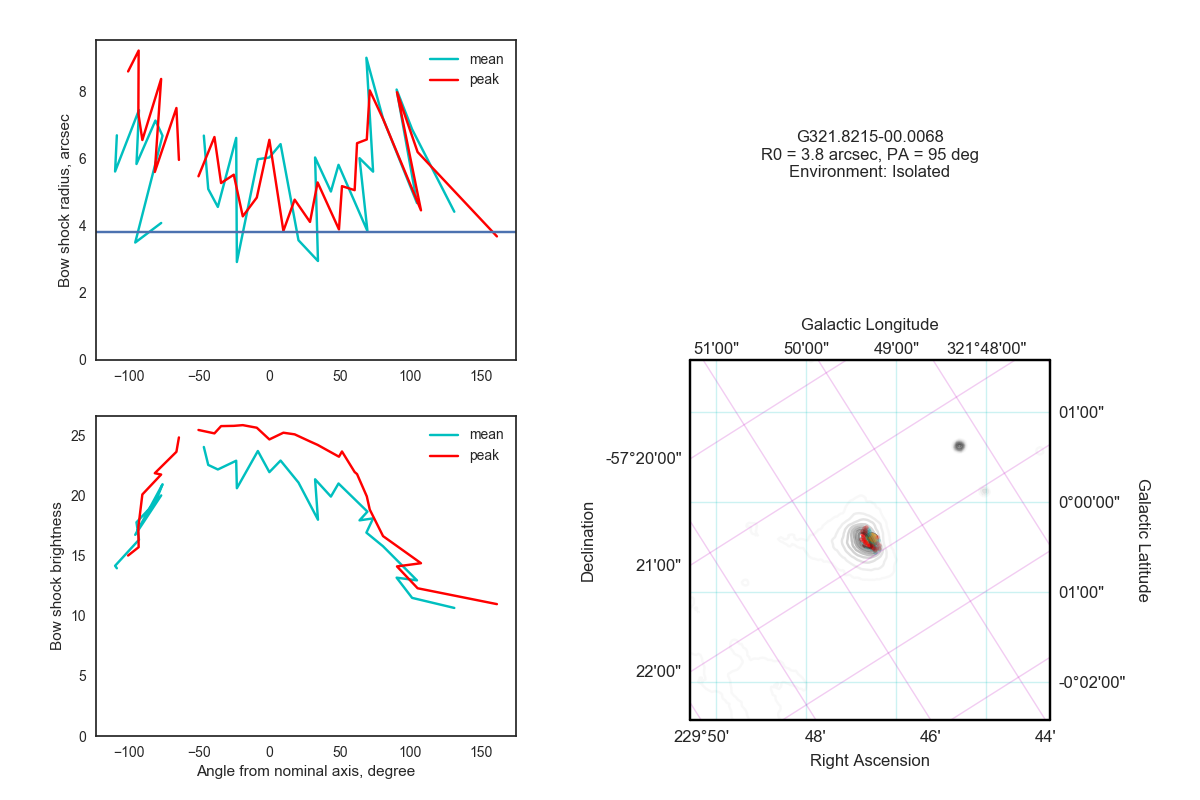 mean
peak
8
6
4
2
0
Bow shock radius, arcsec
−100
−50
0
50
100
150
mean
peak
25
20
15
10
5
0
Bow shock brightness
−100
−50
0
50
100
150
Angle from nominal axis, degree
G321.8215-00.0068
R0 = 3.8 arcsec, PA = 95 deg
Environment: Isolated
Galactic Longitude
51'00" 50'00" 49'00" 321°48'00"
01'00"
-57°20'00"
0°00'00"
21'00"
01'00"
22'00"
-0°02'00"
Declination
Galactic Latitude
229°50' 48' 46' 44'
Right Ascension